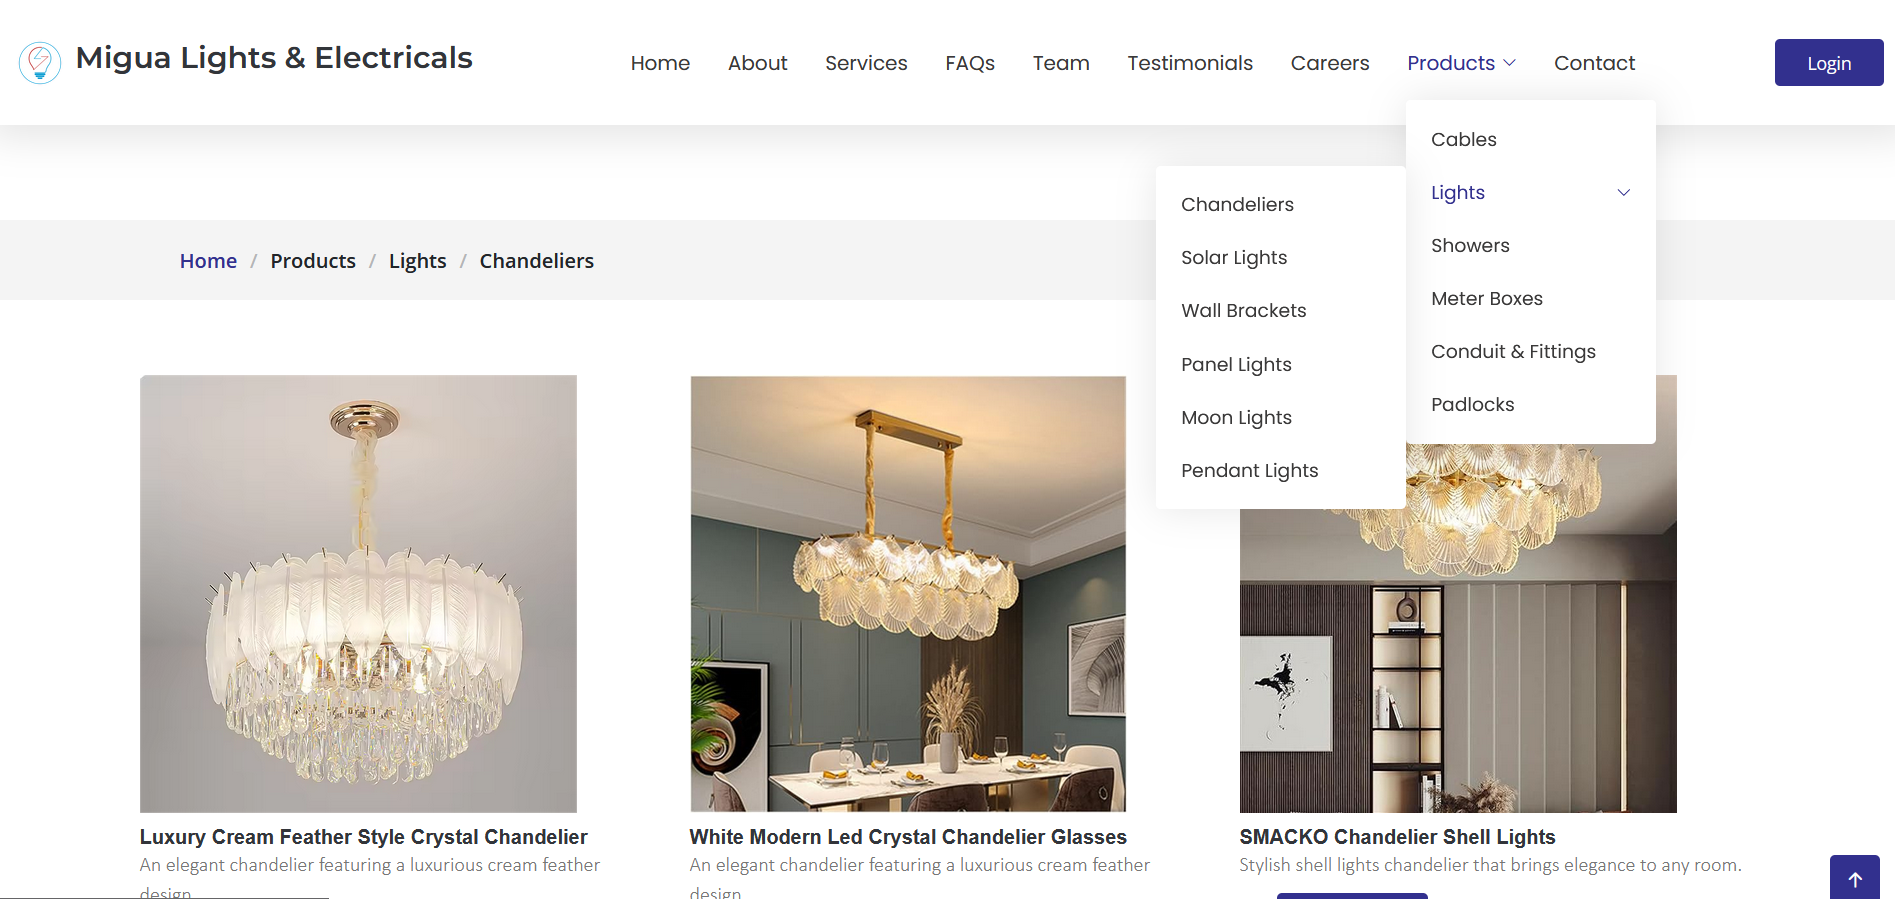 Migua Lights & Electricals
Home About Services FAQs Team Testimonials Careers Products Contact
Login
Cables
Lights
Showers
Meter Boxes
Conduit & Fittings
Padlocks
Chandeliers
Solar Lights
Wall Brackets
Panel Lights
Moon Lights
Pendant Lights
Home / Products / Lights / Chandeliers
Luxury Cream Feather Style Crystal Chandelier
An elegant chandelier featuring a luxurious cream feather
design
White Modern Led Crystal Chandelier Glasses
An elegant chandelier featuring a luxurious cream feather
design
SMACKO Chandelier Shell Lights
Stylish shell lights chandelier that brings elegance to any room.